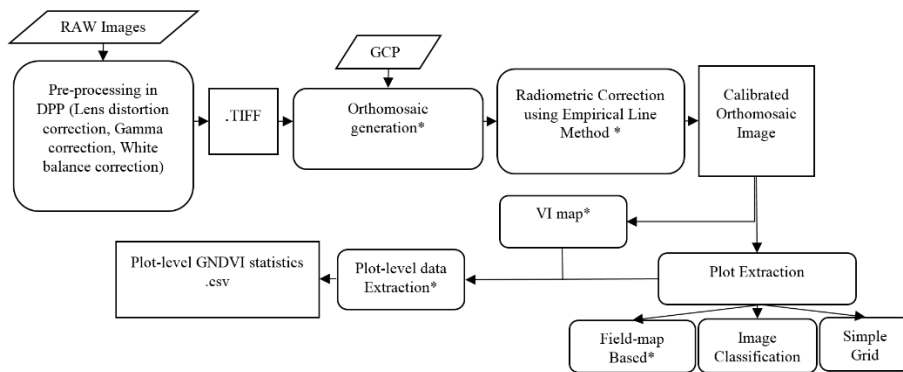 RAW Images
GCP
Pre-processing in
DPP (Lens distortion
correction, Gamma
correction, White
balance correction)
.TIFF
Orthomosaic
generation*
Radiometric Correction
using Empirical Line
Method *
Calibrated
Orthomosaic
Image
VI map*
Plot-level GNDVI statistics
.csv
Plot-level data
Extraction*
Plot Extraction
Field-map
Based*
Image
Classification
Simple
Grid